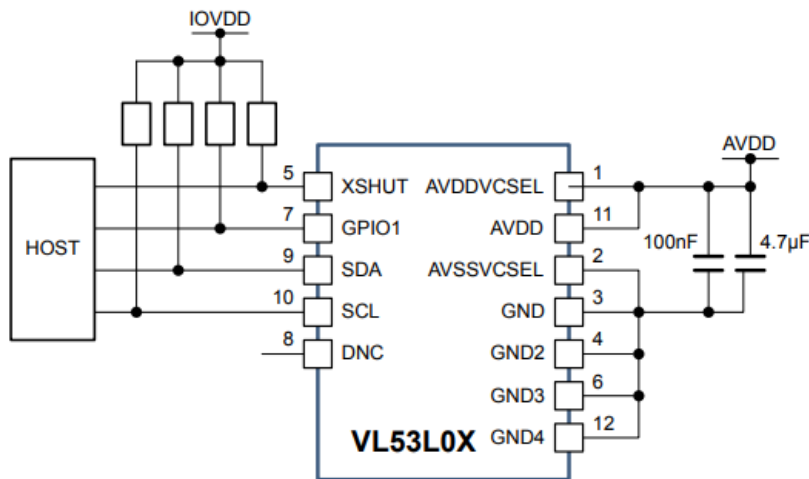 IOVDD
AVDD
HOST
5 XSHUT AVDDVCSEL 1
7 GPIO1 AVDD 11
100nF 4.7µF
9 SDA AVSSVCSEL 2
10 SCL GND 3
8 DNC GND2 4
GND3 6
VL53L0X GND4 12